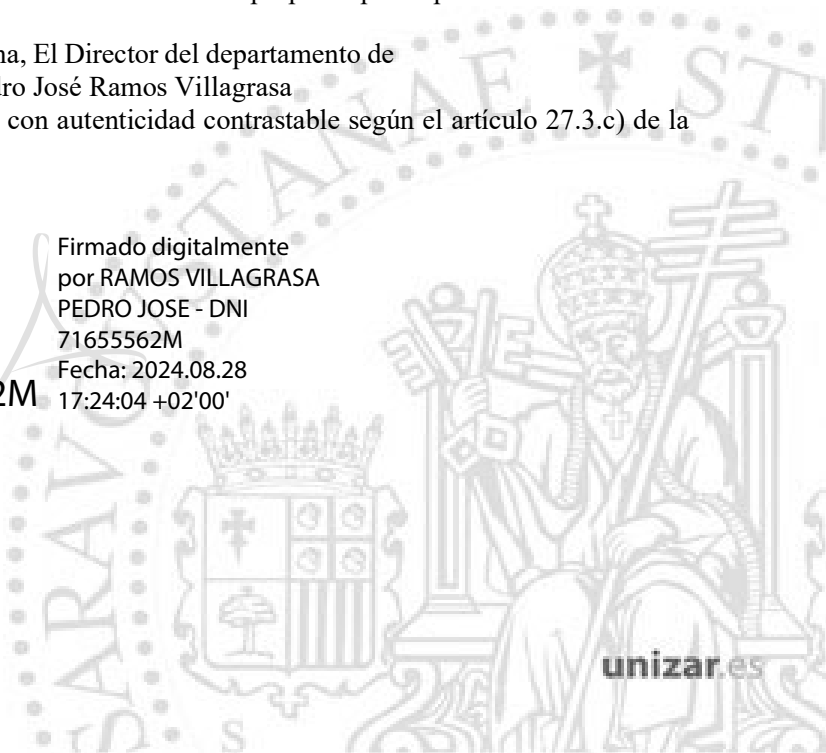 na, El Director del departamento de
dro José Ramos Villagrasa
con autenticidad contrastable según el artículo 27.3.c) de la
Firmado digitalmente
por RAMOS VILLAGRASA
PEDRO JOSE - DNI
71655562M
Fecha: 2024.08.28
2M 17:24:04 +02'00'
unizar.es